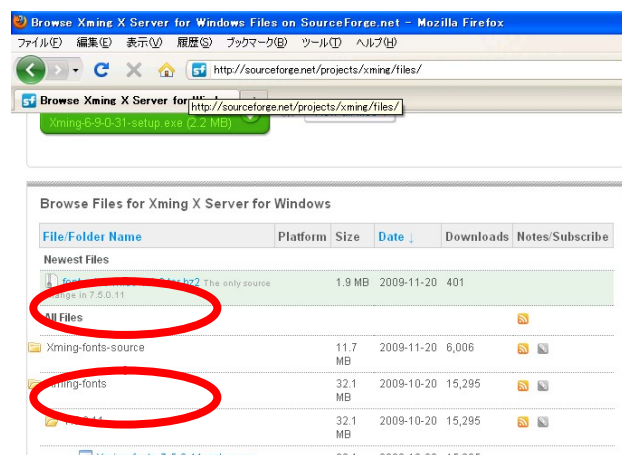 Browse Xming X Server for Windows Files on SourceForge.net - Mozilla Firefox
ファイル(F) 編集(E) 表示(V) 履歴(S) ブックマーク(B) ツール(T) ヘルプ(H)
http://sourceforge.net/projects/xming/files/
Browse Xming X Server for
http://sourceforge.net/projects/xming/files/
Xming-6-9-0-31-setup.exe (2.2 MB)
Browse Files for Xming X Server for Windows
File/Folder Name Platform Size Date ↓ Downloads Notes/Subscribe
Newest Files
The only source 1.9 MB 2009-11-20 401
change in 7.5.0.11
All Files
Xming-fonts-source 11.7 2009-11-20 6,006
MB
Xming-fonts 32.1 2009-10-20 15,295
MB
32.1 2009-10-20 15,295
MB